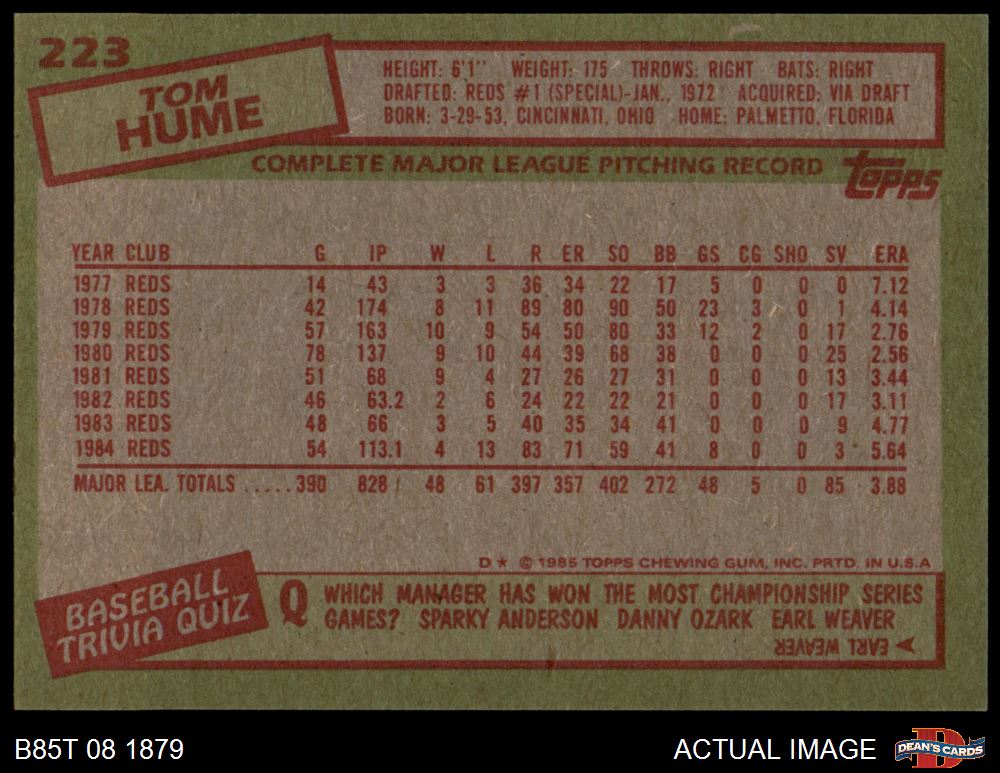 223
TOM
HUME
HEIGHT: 6'1" WEIGHT: 175 THROWS: RIGHT BATS: RIGHT
DRAFTED: REDS #1 (SPECIAL)-JAN., 1972 ACQUIRED: VIA DRAFT
BORN: 3-29-53, CINCINNATI, OHIO HOME: PALMETTO, FLORIDA
COMPLETE MAJOR LEAGUE PITCHING RECORD
TOPPS
YEAR CLUB G IP W L R ER SO BB GS CG SHO SV ERA
1977 REDS 14 43 3 3 36 34 22 17 5 0 0 0 7.12
1978 REDS 42 174 8 11 89 80 90 50 23 3 0 1 4.14
1979 REDS 57 163 10 9 54 50 80 33 12 2 0 17 2.76
1980 REDS 78 137 9 10 44 39 68 38 0 0 0 25 2.56
1981 REDS 51 68 9 4 27 26 27 31 0 0 0 13 3.44
1982 REDS 46 63.2 2 6 24 22 22 21 0 0 0 17 3.11
1983 REDS 48 66 3 5 40 35 34 41 0 0 0 9 4.77
1984 REDS 54 113.1 4 13 83 71 59 41 8 0 0 3 5.64
MAJOR LEA. TOTALS .....390 828 48 61 397 357 402 272 48 5 0 85 3.88
D * © 1985 TOPPS CHEWING GUM, INC. PRTD. IN U.S.A
BASEBALL
TRIVIA QUIZ
Q WHICH MANAGER HAS WON THE MOST CHAMPIONSHIP SERIES
GAMES? SPARKY ANDERSON DANNY OZARK EARL WEAVER
EARL WEAVER
B85T 08 1879
ACTUAL IMAGE
D
DEAN'S CARDS